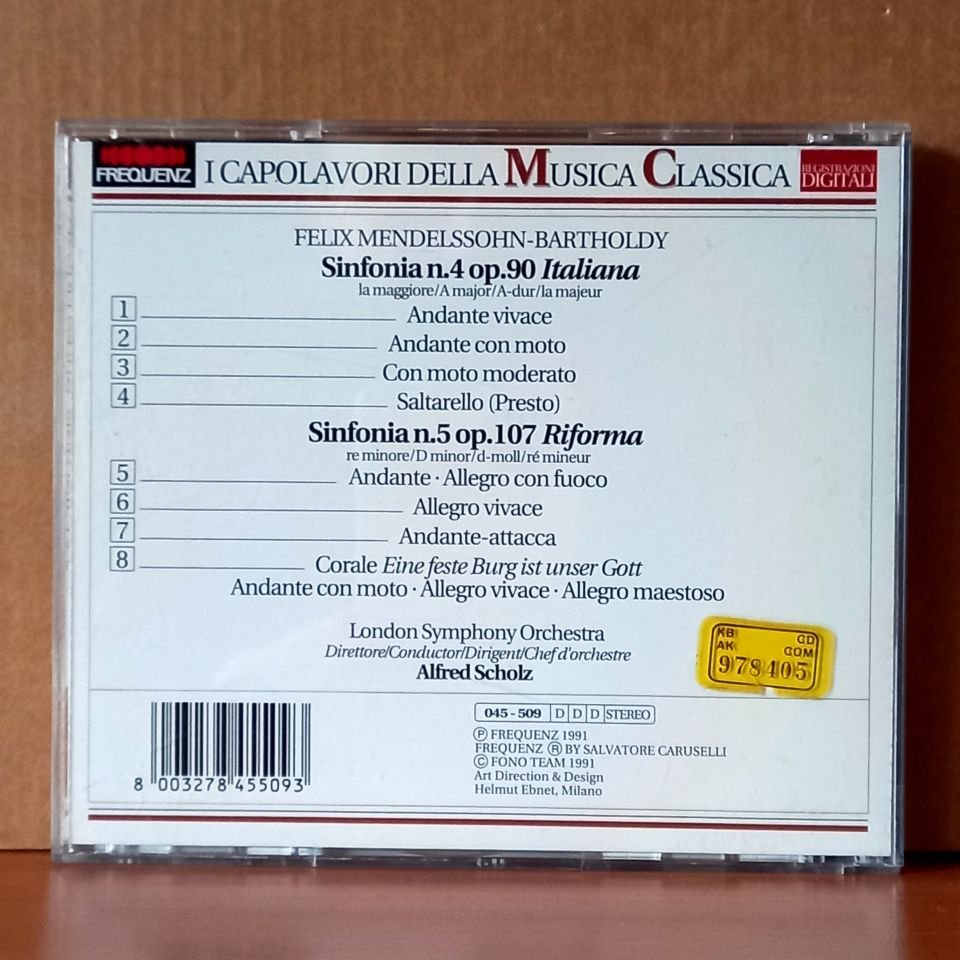 FREQUENZ I CAPOLAVORI DELLA MUSICA CLASSICA REGISTRAZIONI DIGITALI
FELIX MENDELSSOHN-BARTHOLDY
Sinfonia n.4 op.90 Italiana
la maggiore/A major/A-dur/la majeur
1 Andante vivace
2 Andante con moto
3 Con moto moderato
4 Saltarello (Presto)
Sinfonia n.5 op.107 Riforma
re minore/D minor/d-moll/ré mineur
5 Andante · Allegro con fuoco
6 Allegro vivace
7 Andante-attacca
8 Corale Eine feste Burg ist unser Gott
Andante con moto · Allegro vivace · Allegro maestoso
London Symphony Orchestra
Direttore/Conductor/Dirigent/Chef d'orchestre
Alfred Scholz
KB CD
AK COM
978405
045-509 D D D STEREO
Ⓟ FREQUENZ 1991
FREQUENZ Ⓡ BY SALVATORE CARUSELLI
© FONO TEAM 1991
Art Direction & Design
Helmut Ebnet, Milano
8 003278 455093